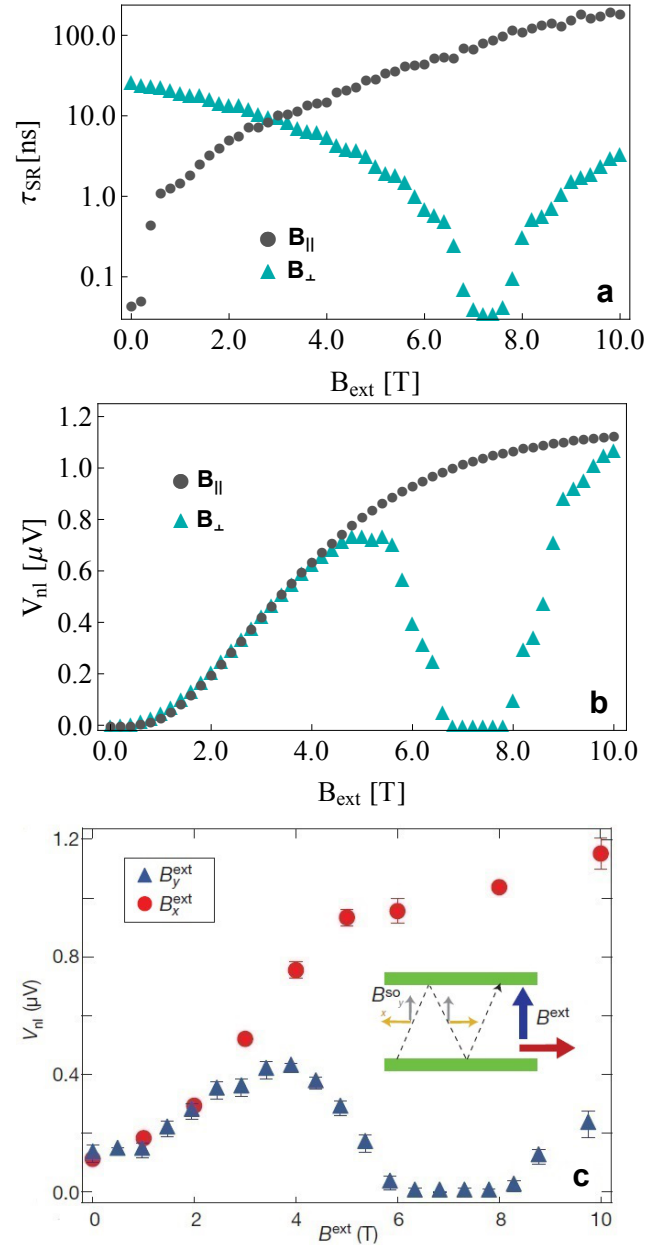 100.0
10.0
1.0
0.1
τSR [ns]
B||
B⊥
a
0.0 2.0 4.0 6.0 8.0 10.0
Bext [T]
1.2
1.0
0.8
0.6
0.4
0.2
0.0
Vnl [μV]
B||
B⊥
b
0.0 2.0 4.0 6.0 8.0 10.0
Bext [T]
1.2
0.8
0.4
0.0
Vnl (μV)
Byext
Bxext
Bso
y
x
Bext
c
0 2 4 6 8 10
Bext (T)